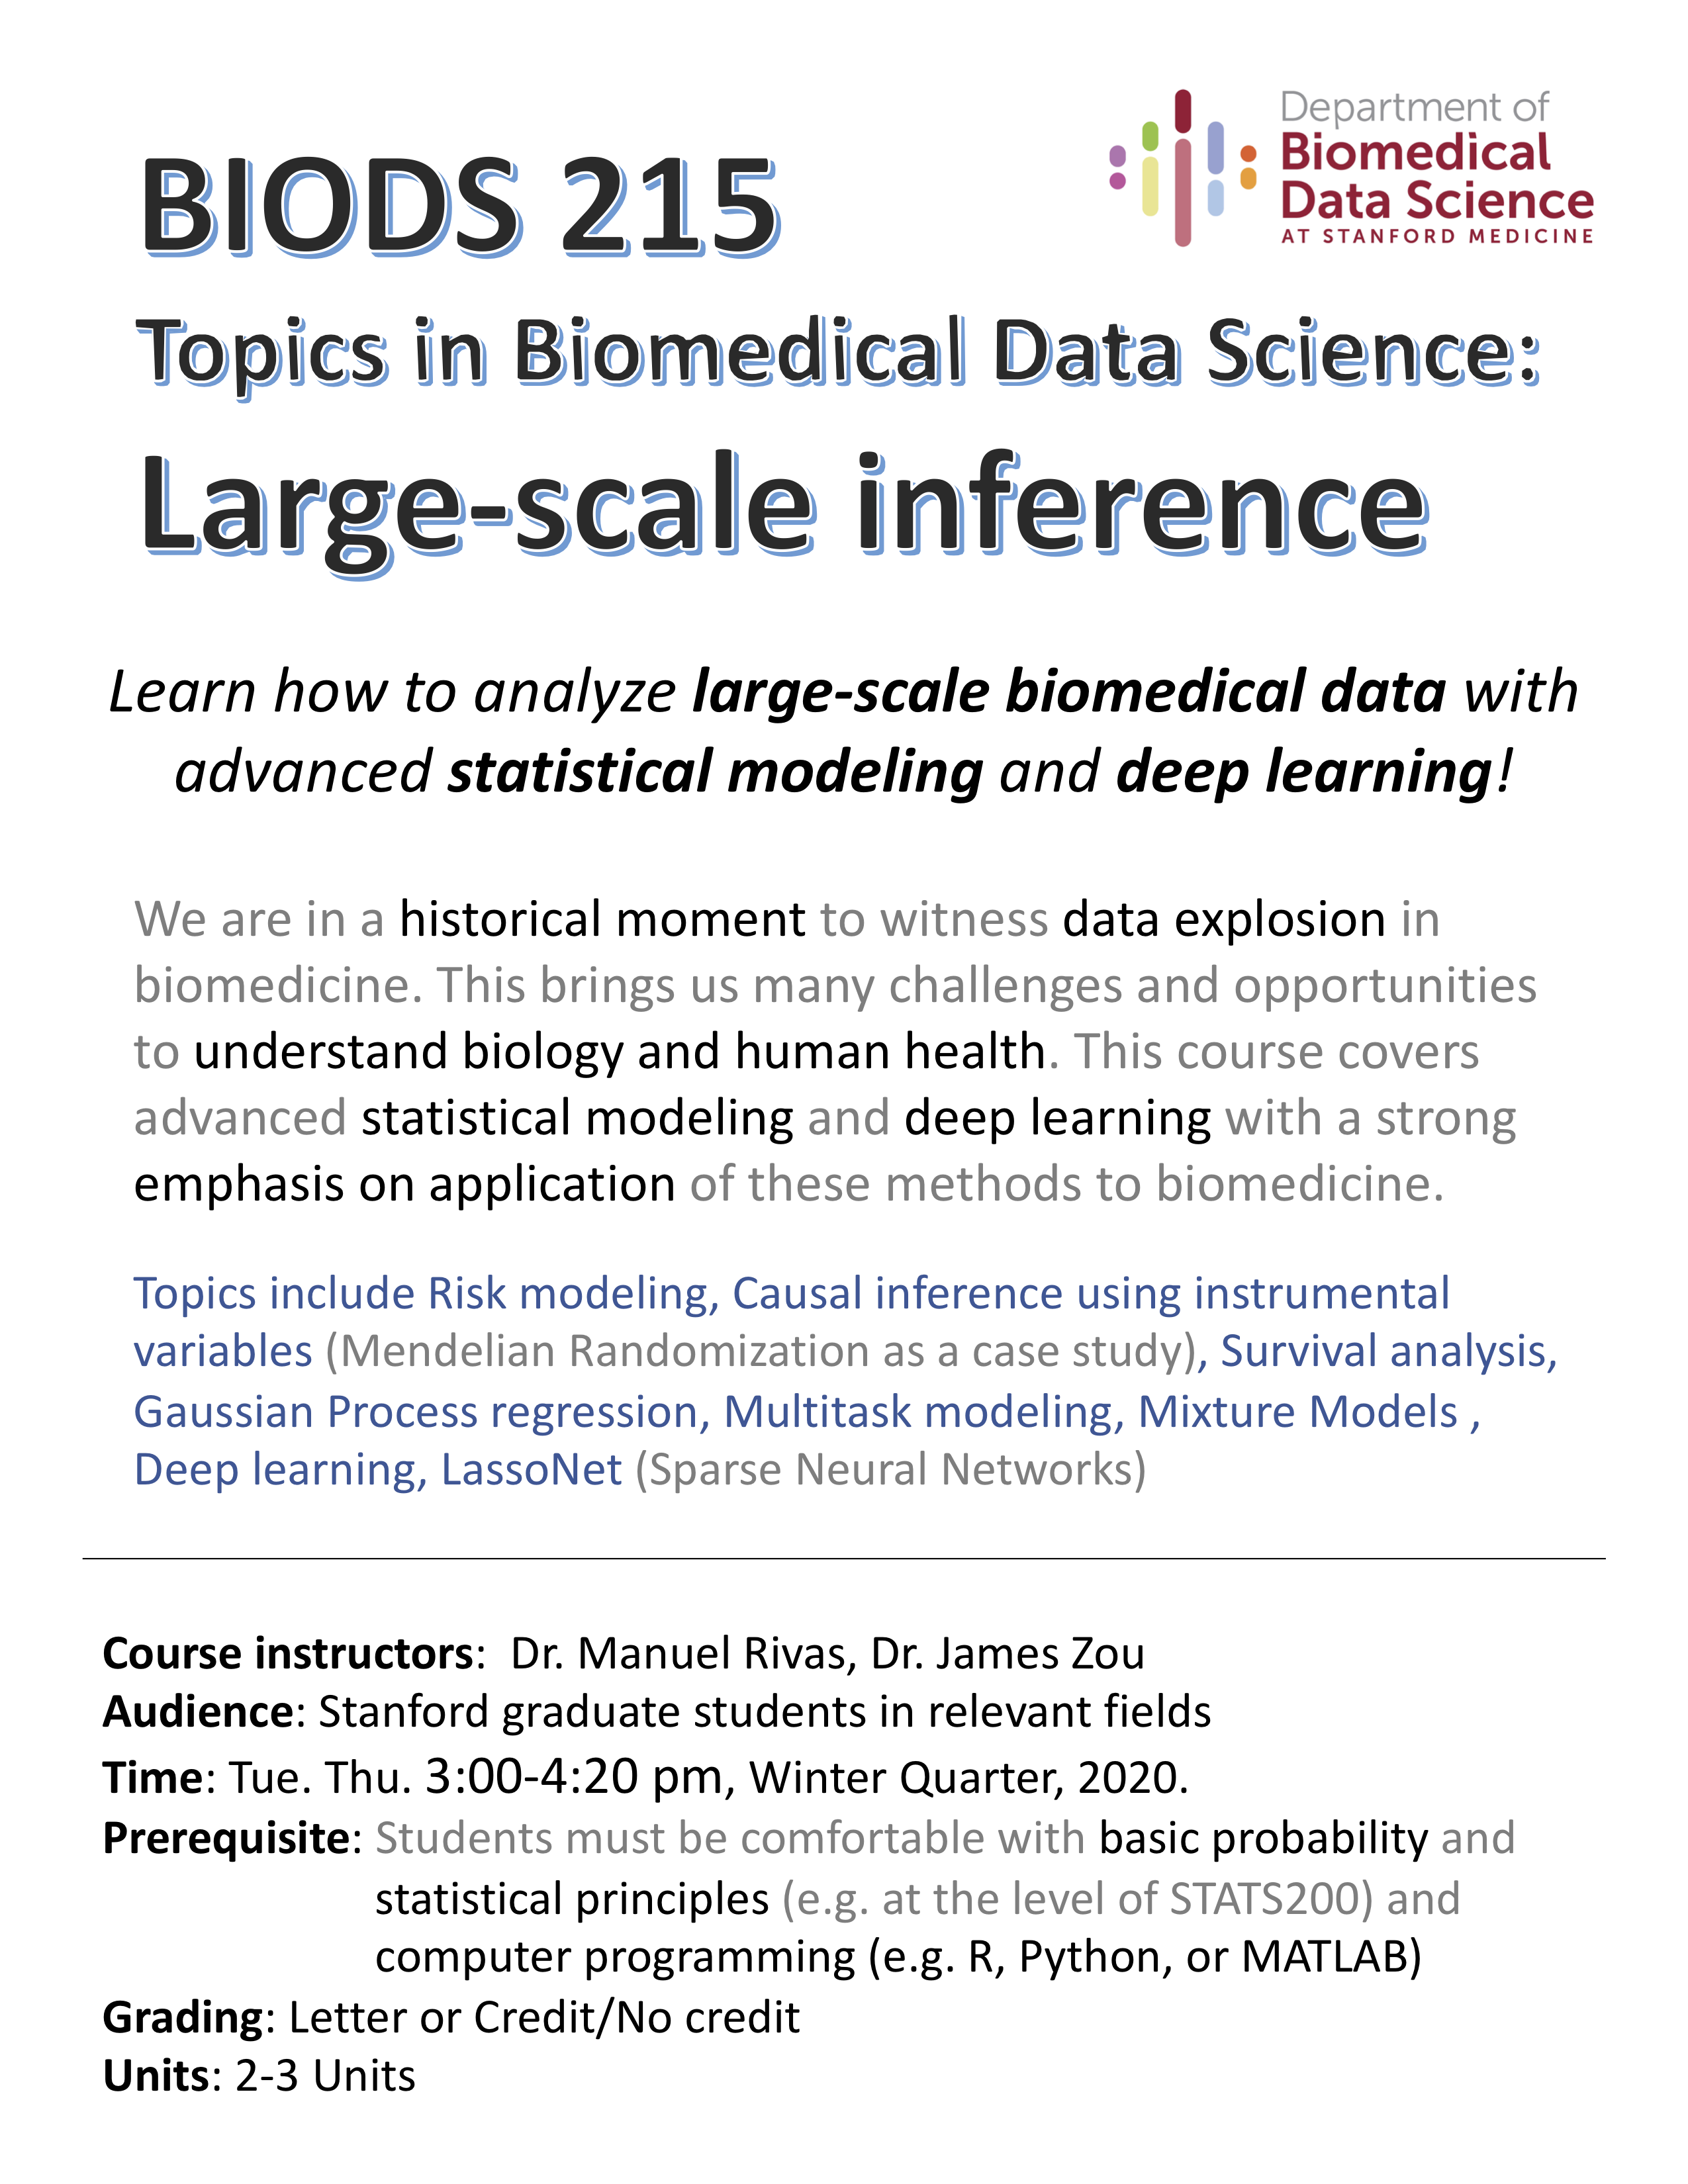 Department of
Biomedical
Data Science
AT STANFORD MEDICINE
BIODS 215
Topics in Biomedical Data Science:
Large-scale inference
Learn how to analyze large-scale biomedical data with
advanced statistical modeling and deep learning!
We are in a historical moment to witness data explosion in
biomedicine. This brings us many challenges and opportunities
to understand biology and human health. This course covers
advanced statistical modeling and deep learning with a strong
emphasis on application of these methods to biomedicine.
Topics include Risk modeling, Causal inference using instrumental
variables (Mendelian Randomization as a case study), Survival analysis,
Gaussian Process regression, Multitask modeling, Mixture Models ,
Deep learning, LassoNet (Sparse Neural Networks)
Course instructors:  Dr. Manuel Rivas, Dr. James Zou
Audience: Stanford graduate students in relevant fields
Time: Tue. Thu. 3:00-4:20 pm, Winter Quarter, 2020.
Prerequisite: Students must be comfortable with basic probability and
statistical principles (e.g. at the level of STATS200) and
computer programming (e.g. R, Python, or MATLAB)
Grading: Letter or Credit/No credit
Units: 2-3 Units